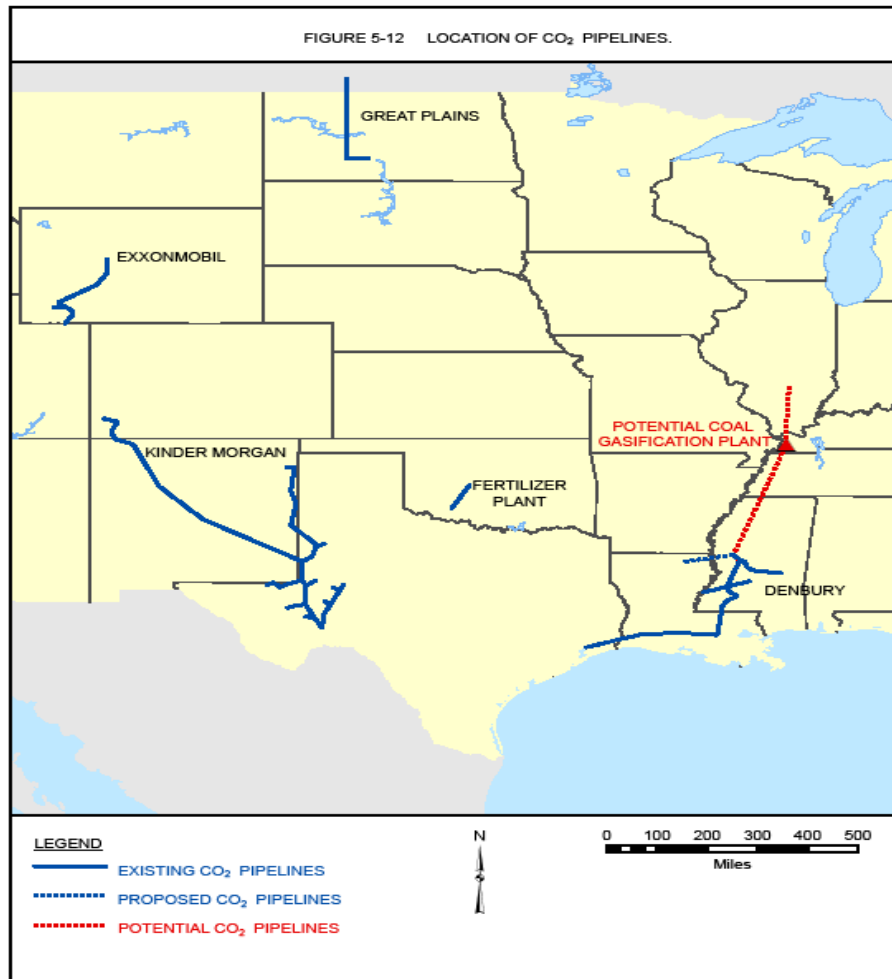 FIGURE 5-12 LOCATION OF CO₂ PIPELINES.
GREAT PLAINS
EXXONMOBIL
POTENTIAL COAL
GASIFICATION PLANT
KINDER MORGAN
FERTILIZER
PLANT
DENBURY
LEGEND
EXISTING CO₂ PIPELINES
PROPOSED CO₂ PIPELINES
POTENTIAL CO₂ PIPELINES
N
0 100 200 300 400 500
Miles